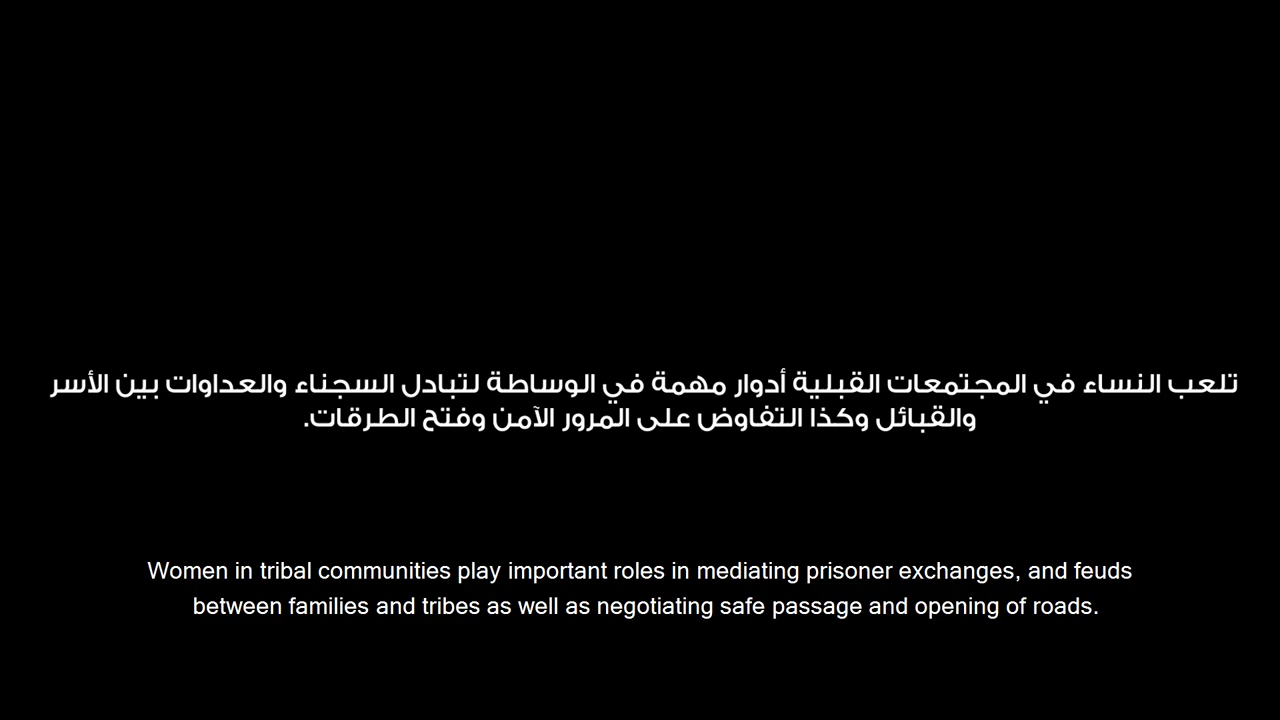 تلعب النساء في المجتمعات القبلية أدوار مهمة في الوساطة لتبادل السجناء والعداوات بين الأسر
والقبائل وكذا التفاوض على المرور الآمن وفتح الطرقات.
Women in tribal communities play important roles in mediating prisoner exchanges, and feuds
between families and tribes as well as negotiating safe passage and opening of roads.